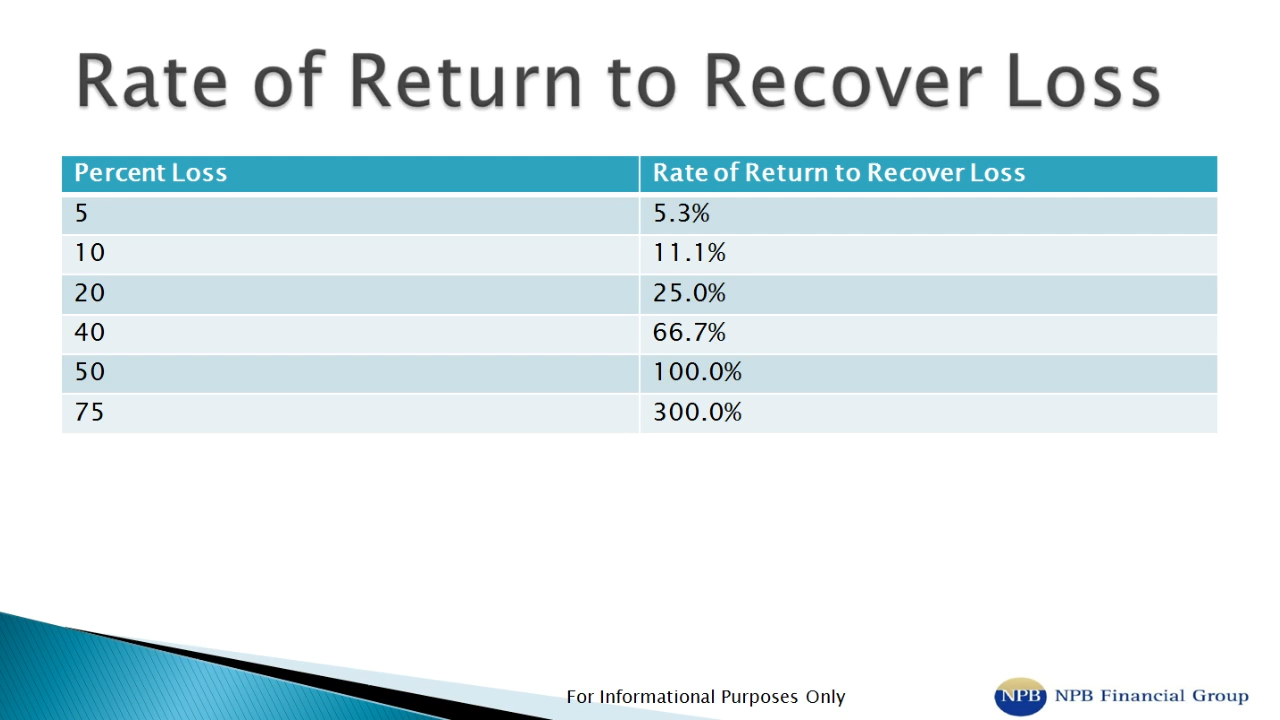 Rate of Return to Recover Loss
Percent Loss Rate of Return to Recover Loss
5 5.3%
10 11.1%
20 25.0%
40 66.7%
50 100.0%
75 300.0%
For Informational Purposes Only
NPB NPB Financial Group